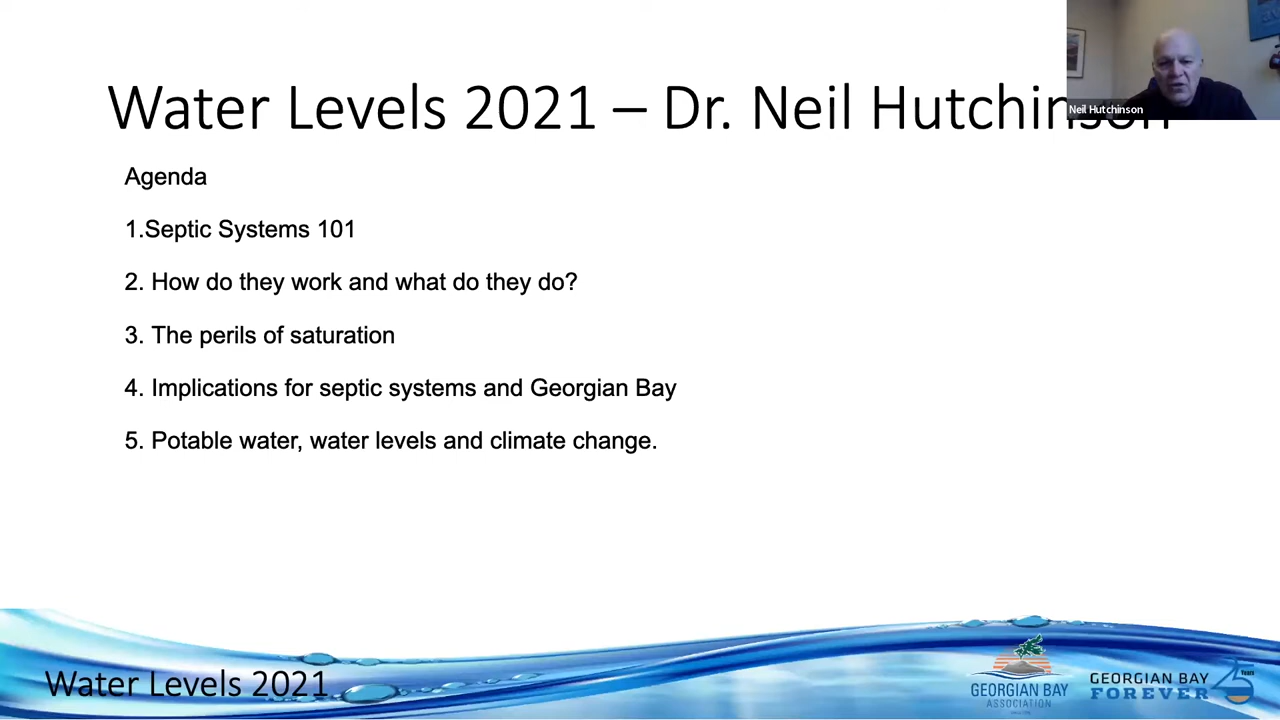 Water Levels 2021 – Dr. Neil Hutchinson
Neil Hutchinson
Agenda
1.Septic Systems 101
2. How do they work and what do they do?
3. The perils of saturation
4. Implications for septic systems and Georgian Bay
5. Potable water, water levels and climate change.
Water Levels 2021
GEORGIAN BAY
ASSOCIATION
GEORGIAN BAY
FOREVER
25 Years